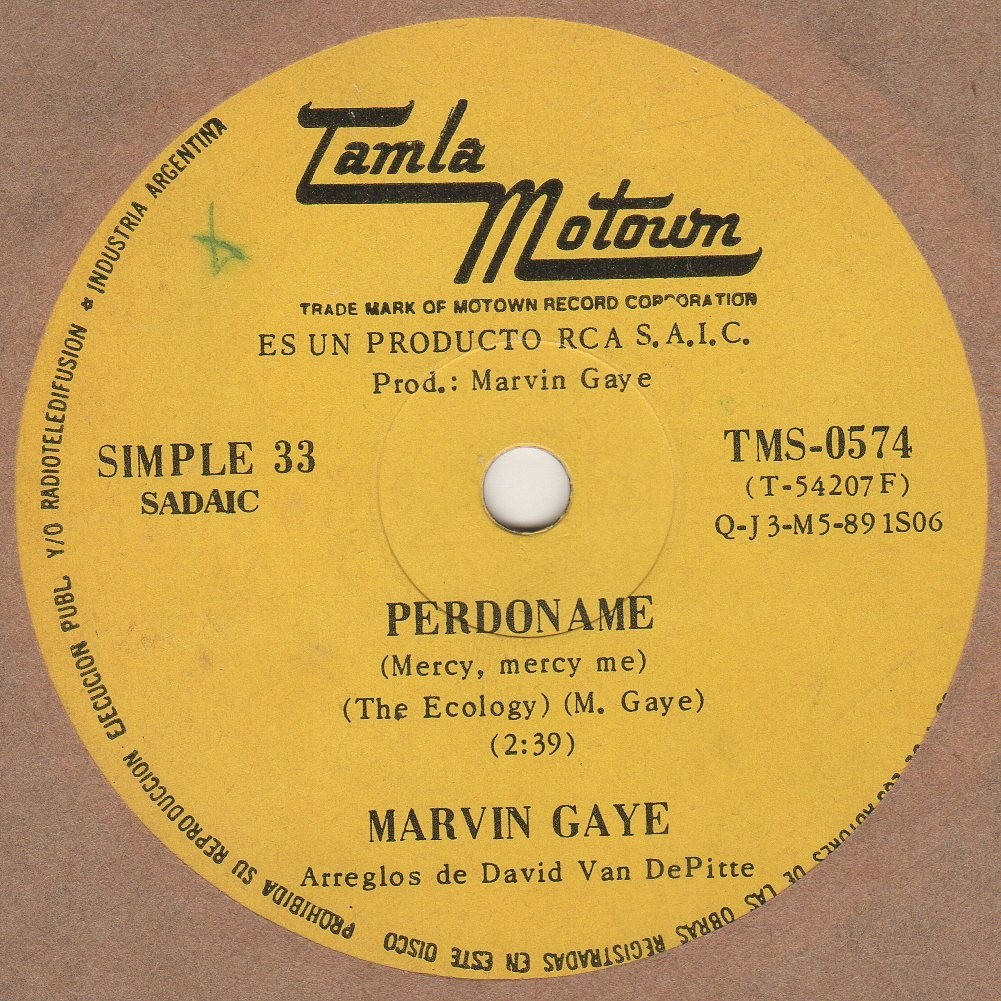 Tamla
Motown
TRADE MARK OF MOTOWN RECORD CORPORATION
ES UN PRODUCTO RCA S.A.I.C.
Prod.: Marvin Gaye
SIMPLE 33
SADAIC
TMS-0574
(T-54207F)
Q-J3-M5-891S06
PERDONAME
(Mercy, mercy me)
(The Ecology) (M. Gaye)
(2:39)
MARVIN GAYE
Arreglos de David Van DePitte
AUTORES DE LAS OBRAS REGISTRADAS EN ESTE DISCO PROHIBIDA SU REPRODUCCION EJECUCION PUBL. Y/O RADIOTELEDIFUSION * INDUSTRIA ARGENTINA